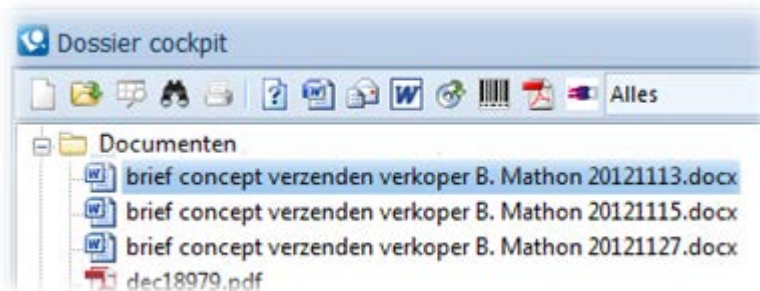 Dossier cockpit
Alles
Documenten
brief concept verzenden verkoper B. Mathon 20121113.docx
brief concept verzenden verkoper B. Mathon 20121115.docx
brief concept verzenden verkoper B. Mathon 20121127.docx
dec18979.pdf